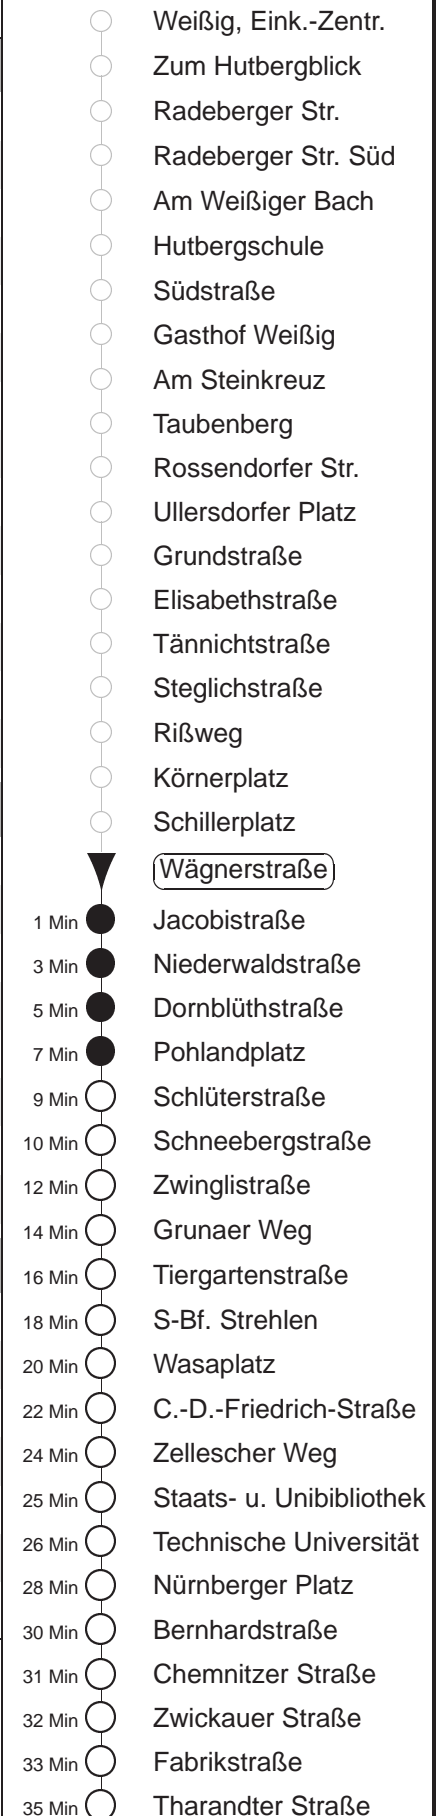 Weißig, Eink.-Zentr.
Zum Hutbergblick
Radeberger Str.
Radeberger Str. Süd
Am Weißiger Bach
Hutbergschule
Südstraße
Gasthof Weißig
Am Steinkreuz
Taubenberg
Rossendorfer Str.
Ullersdorfer Platz
Grundstraße
Elisabethstraße
Tännichtstraße
Steglichstraße
Rißweg
Körnerplatz
Schillerplatz
Wägnerstraße
1 Min Jacobistraße
3 Min Niederwaldstraße
5 Min Dornblüthstraße
7 Min Pohlandplatz
9 Min Schlüterstraße
10 Min Schneebergstraße
12 Min Zwinglistraße
14 Min Grunaer Weg
16 Min Tiergartenstraße
18 Min S-Bf. Strehlen
20 Min Wasaplatz
22 Min C.-D.-Friedrich-Straße
24 Min Zellescher Weg
25 Min Staats- u. Unibibliothek
26 Min Technische Universität
28 Min Nürnberger Platz
30 Min Bernhardstraße
31 Min Chemnitzer Straße
32 Min Zwickauer Straße
33 Min Fabrikstraße
35 Min Tharandter Straße